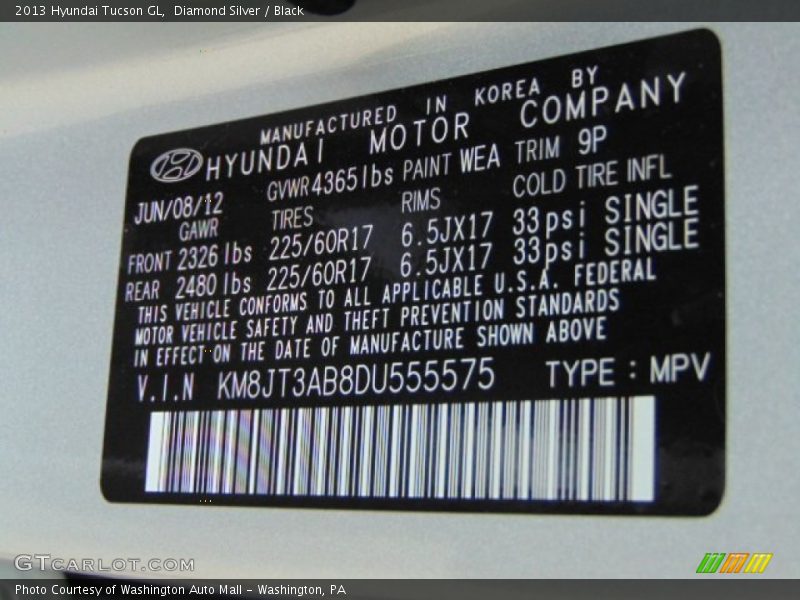 2013 Hyundai Tucson GL,  Diamond Silver / Black
MANUFACTURED IN KOREA BY
HYUNDAI MOTOR COMPANY
JUN/08/12 GVWR 4365lbs PAINT WEA TRIM 9P
GAWR TIRES RIMS COLD TIRE INFL
FRONT 2326 lbs 225/60R17 6.5JX17 33psi SINGLE
REAR 2480 lbs 225/60R17 6.5JX17 33psi SINGLE
THIS VEHICLE CONFORMS TO ALL APPLICABLE U.S.A. FEDERAL
MOTOR VEHICLE SAFETY AND THEFT PREVENTION STANDARDS
IN EFFECT ON THE DATE OF MANUFACTURE SHOWN ABOVE
V.I.N KM8JT3AB8DU555575 TYPE : MPV
GTCARLOT.COM
Photo Courtesy of Washington Auto Mall - Washington, PA